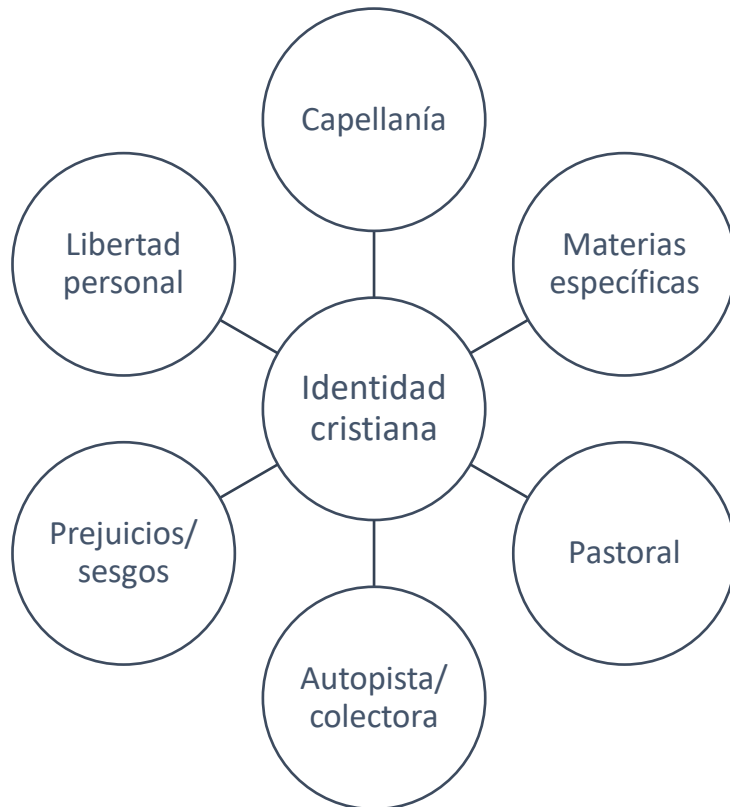 Capellanía
Libertad
personal
Materias
específicas
Identidad
cristiana
Prejuicios/
sesgos
Pastoral
Autopista/
colectora